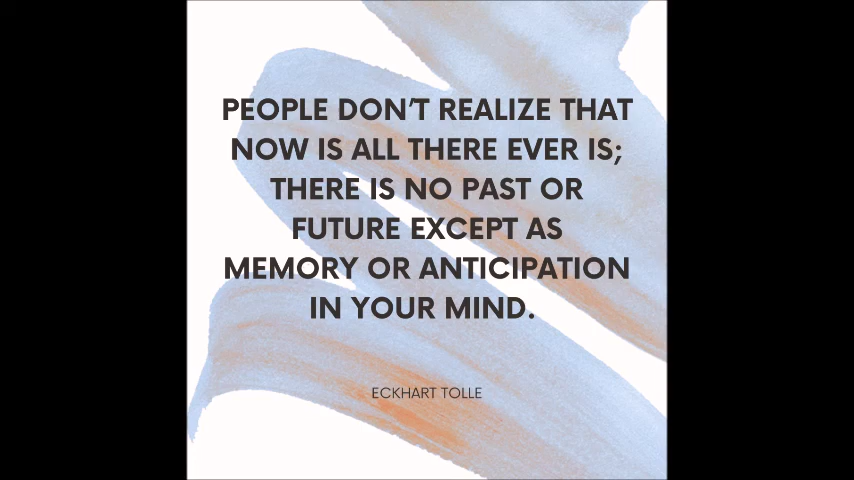 PEOPLE DON'T REALIZE THAT
NOW IS ALL THERE EVER IS;
THERE IS NO PAST OR
FUTURE EXCEPT AS
MEMORY OR ANTICIPATION
IN YOUR MIND.
ECKHART TOLLE